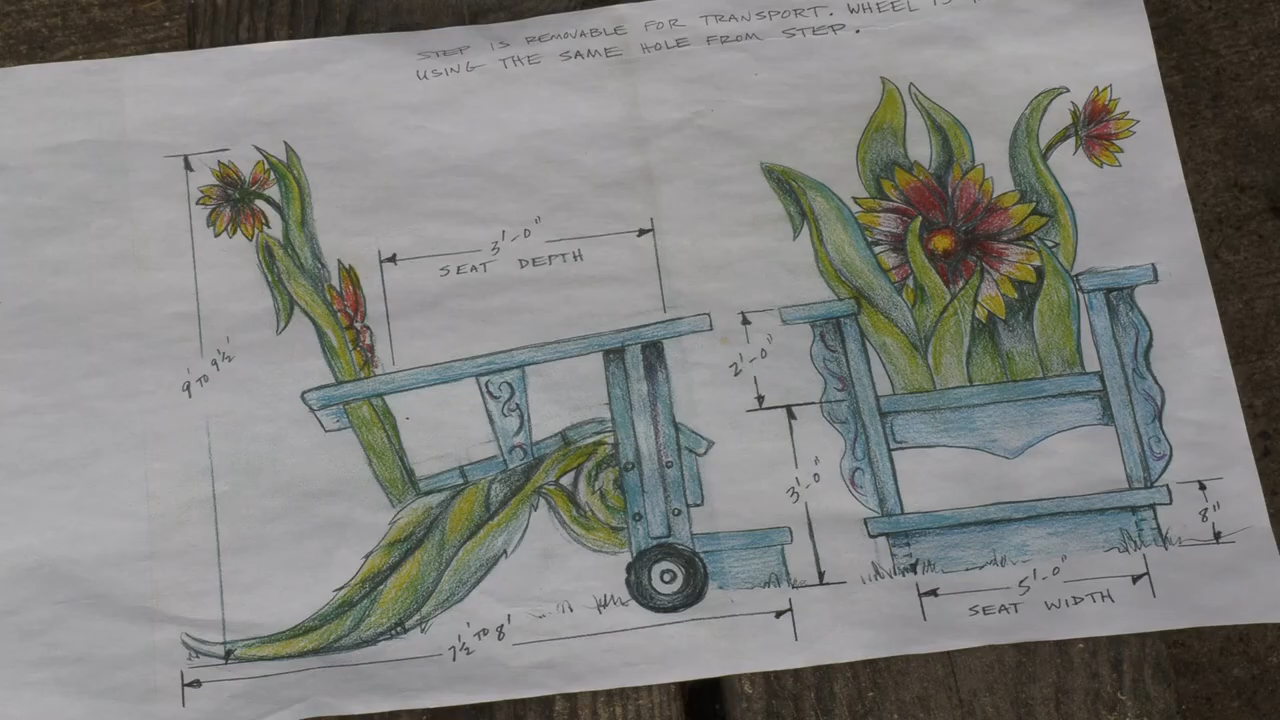 STEP IS REMOVABLE FOR TRANSPORT. WHEEL IS
USING THE SAME HOLE FROM STEP.
3'-0"
SEAT DEPTH
9' TO 9½'
2'-0"
3'-0"
8"
5'-0"
SEAT WIDTH
7½' TO 8'